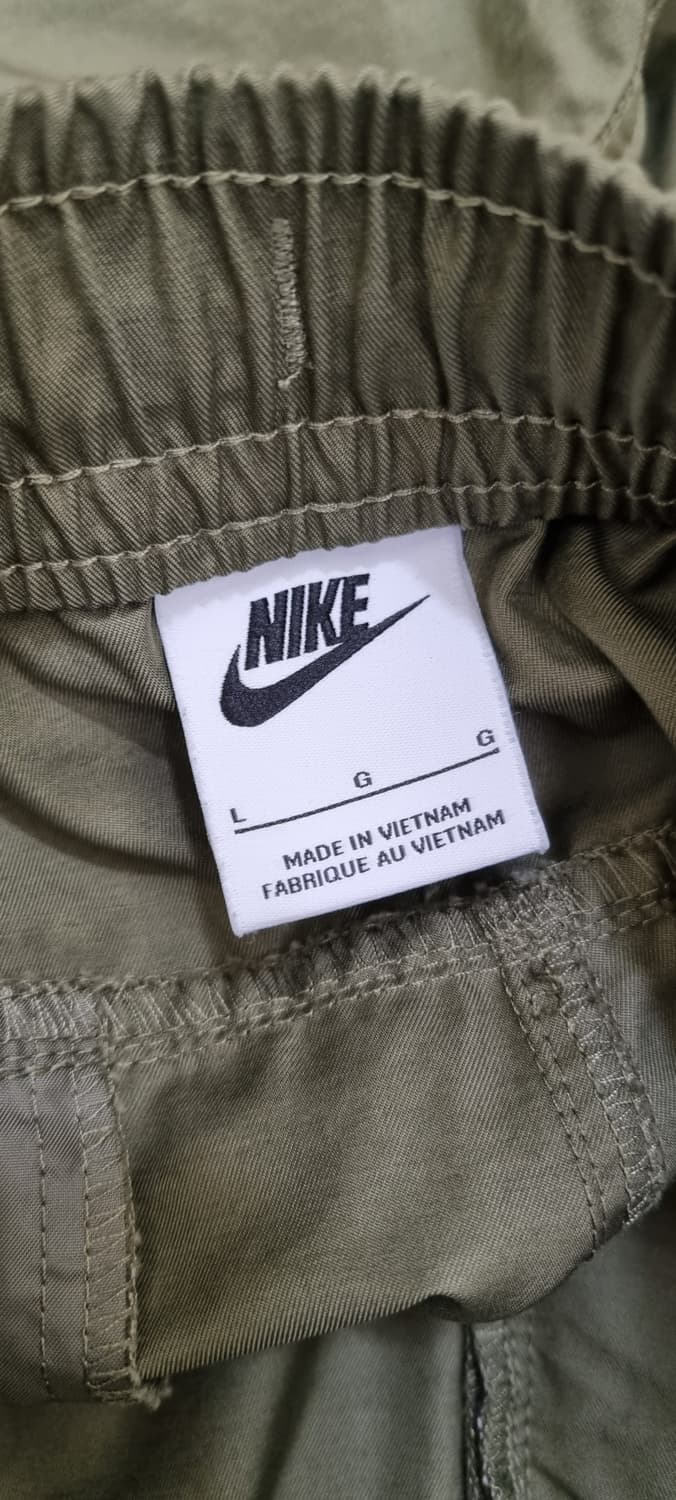 NIKE
L G G
MADE IN VIETNAM
FABRIQUE AU VIETNAM